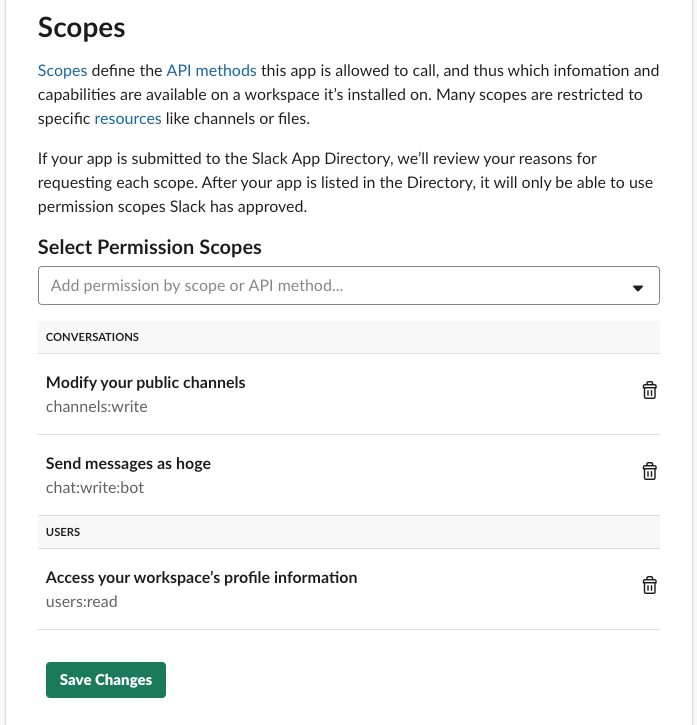 Scopes
Scopes define the API methods this app is allowed to call, and thus which infomation and
capabilities are available on a workspace it's installed on. Many scopes are restricted to
specific resources like channels or files.
If your app is submitted to the Slack App Directory, we'll review your reasons for
requesting each scope. After your app is listed in the Directory, it will only be able to use
permission scopes Slack has approved.
Select Permission Scopes
Add permission by scope or API method...
CONVERSATIONS
Modify your public channels
channels:write
Send messages as hoge
chat:write:bot
USERS
Access your workspace's profile information
users:read
Save Changes